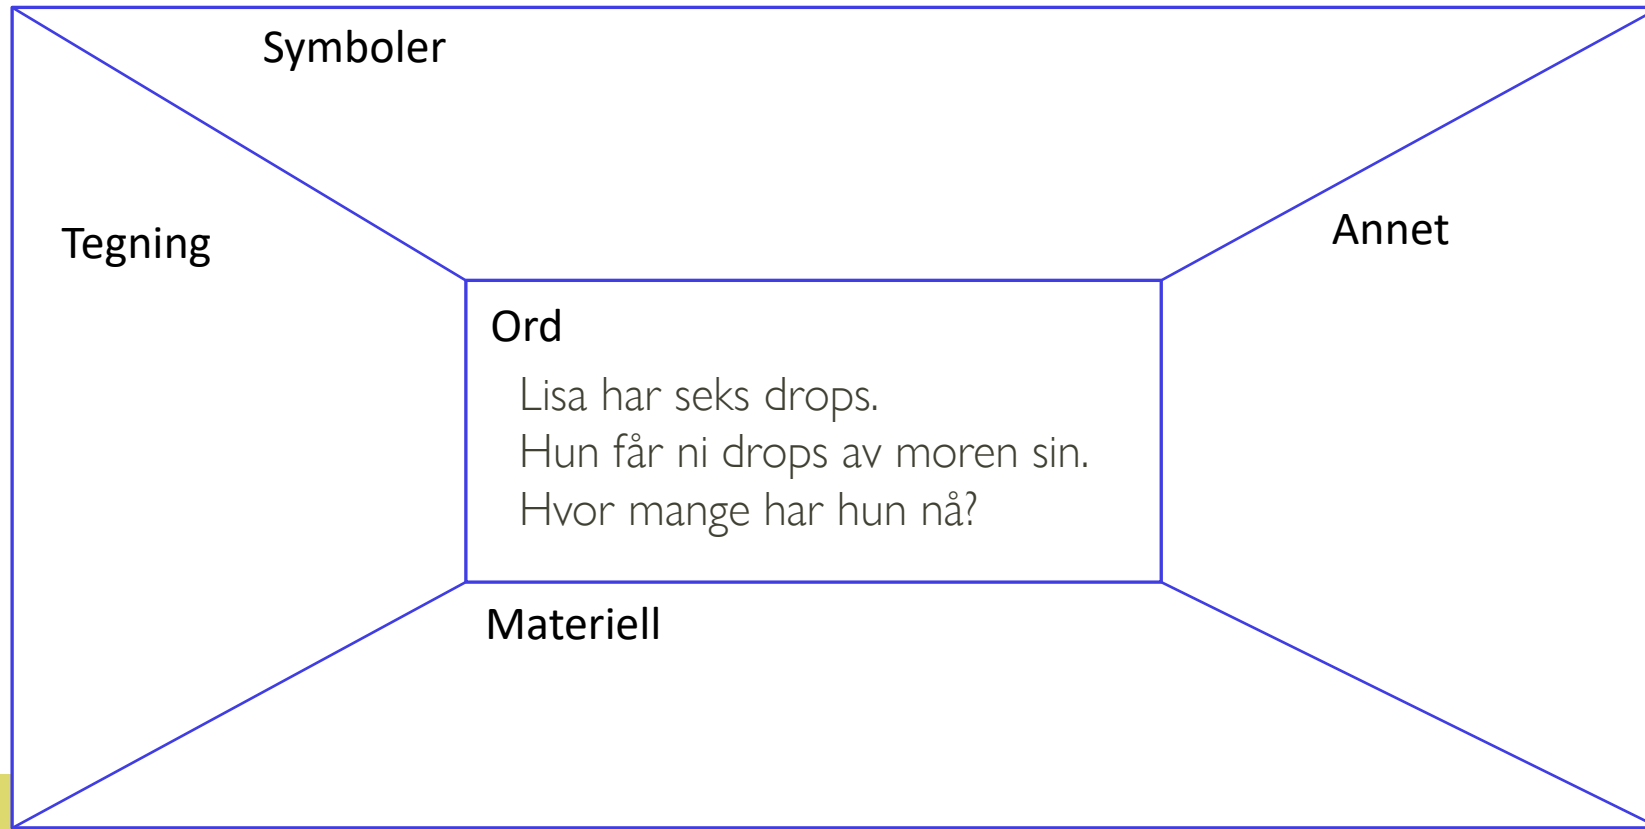 Symboler
Tegning
Annet
Ord
Lisa har seks drops.
Hun får ni drops av moren sin.
Hvor mange har hun nå?
Materiell